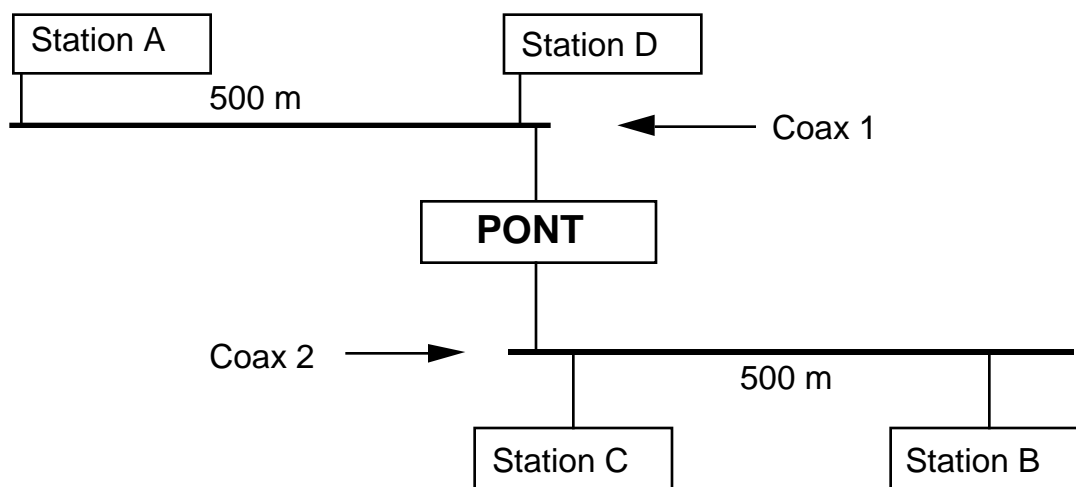 Station A
Station D
500 m
Coax 1
PONT
Coax 2
500 m
Station C
Station B